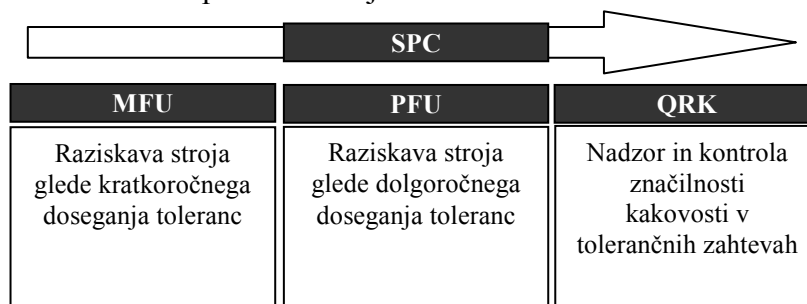 SPC
MFU
PFU
QRK
Raziskava stroja
glede kratkoročnega
doseganja toleranc
Raziskava stroja
glede dolgoročnega
doseganja toleranc
Nadzor in kontrola
značilnosti
kakovosti v
tolerančnih zahtevah